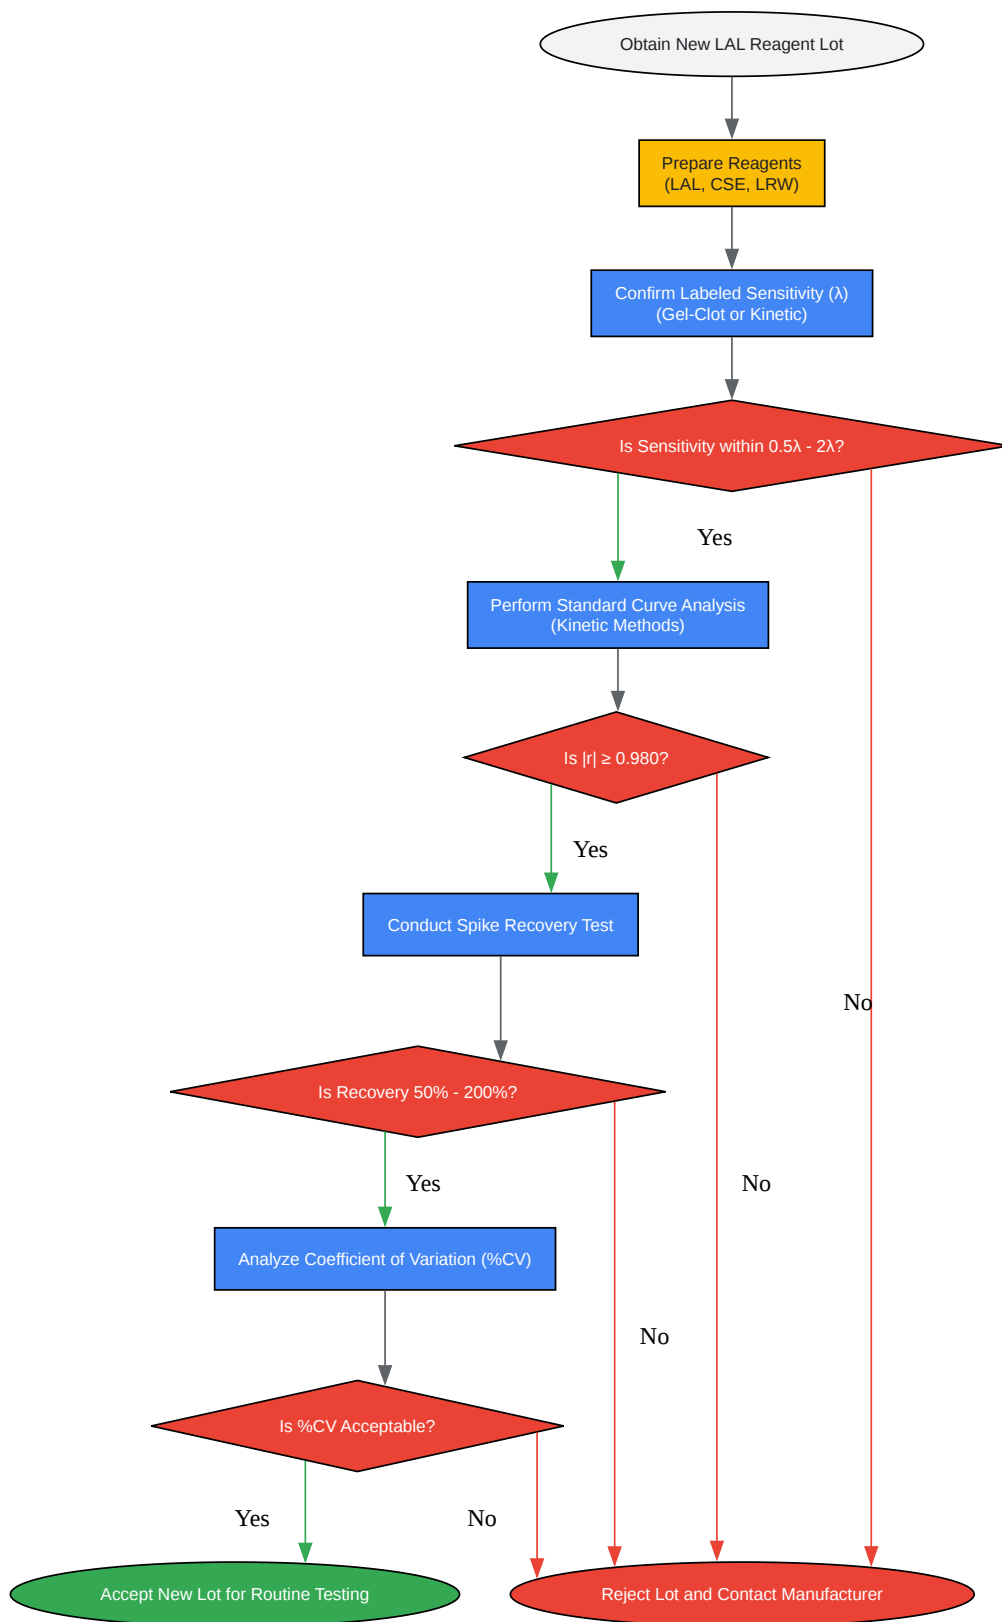 Obtain New LAL Reagent Lot
Prepare Reagents
(LAL, CSE, LRW)
Confirm Labeled Sensitivity (λ)
(Gel-Clot or Kinetic)
Is Sensitivity within 0.5λ - 2λ?
Yes
Perform Standard Curve Analysis
(Kinetic Methods)
Is |r| ≥ 0.980?
Yes
Conduct Spike Recovery Test
No
Is Recovery 50% - 200%?
Yes
No
Analyze Coefficient of Variation (%CV)
No
Is %CV Acceptable?
Yes
No
Accept New Lot for Routine Testing
Reject Lot and Contact Manufacturer